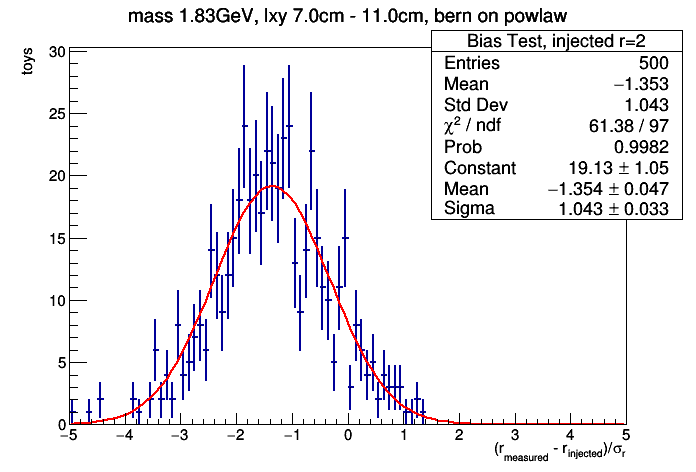 mass 1.83GeV, lxy 7.0cm - 11.0cm, bern on powlaw
toys
Bias Test, injected r=2
Entries 500
Mean −1.353
Std Dev 1.043
χ² / ndf 61.38 / 97
Prob 0.9982
Constant 19.13 ± 1.05
Mean −1.354 ± 0.047
Sigma 1.043 ± 0.033
30
25
20
15
10
5
0
−5 −4 −3 −2 −1 0 1 2 3 4 5
(r_measured - r_injected)/σ_r